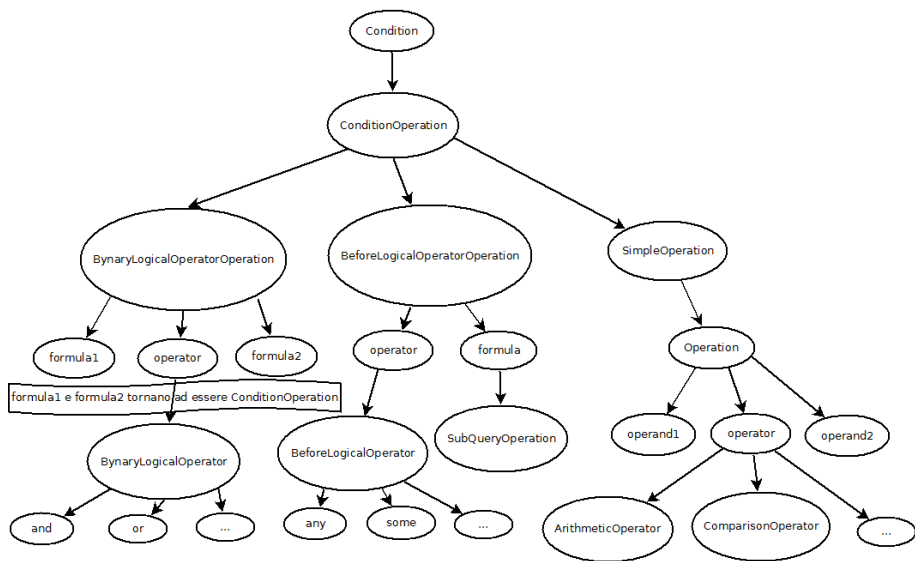 Condition
ConditionOperation
BynaryLogicalOperatorOperation
BeforeLogicalOperatorOperation
SimpleOperation
formula1
operator
formula2
operator
formula
Operation
formula1 e formula2 tornano ad essere ConditionOperation
operand1
operator
operand2
BynaryLogicalOperator
BeforeLogicalOperator
SubQueryOperation
and
or
...
any
some
...
ArithmeticOperator
ComparisonOperator
...